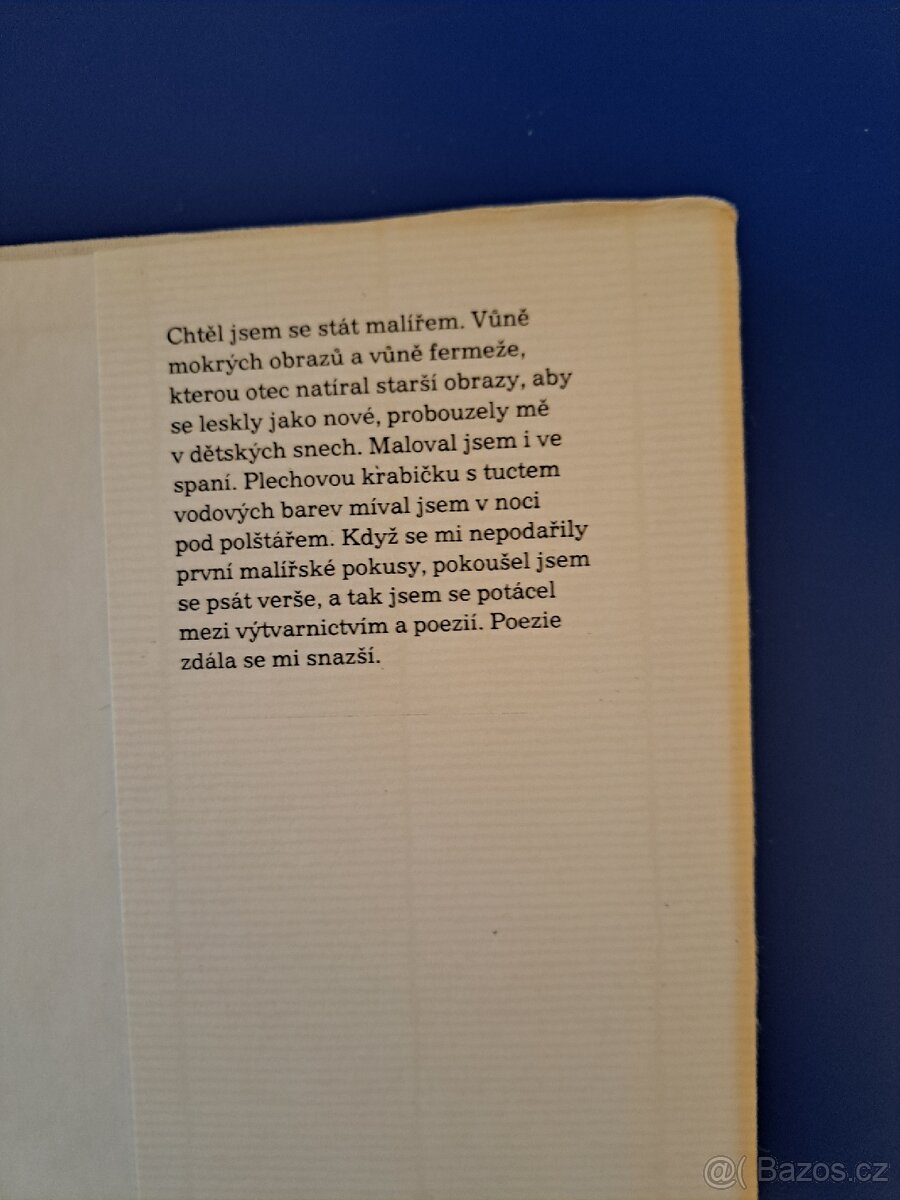 Chtěl jsem se stát malířem. Vůně
mokrých obrazů a vůně fermeže,
kterou otec natíral starší obrazy, aby
se leskly jako nové, probouzely mě
v dětských snech. Maloval jsem i ve
spaní. Plechovou krabičku s tuctem
vodových barev míval jsem v noci
pod polštářem. Když se mi nepodařily
první malířské pokusy, pokoušel jsem
se psát verše, a tak jsem se potácel
mezi výtvarnictvím a poezií. Poezie
zdála se mi snazší.
@( Bazos.cz